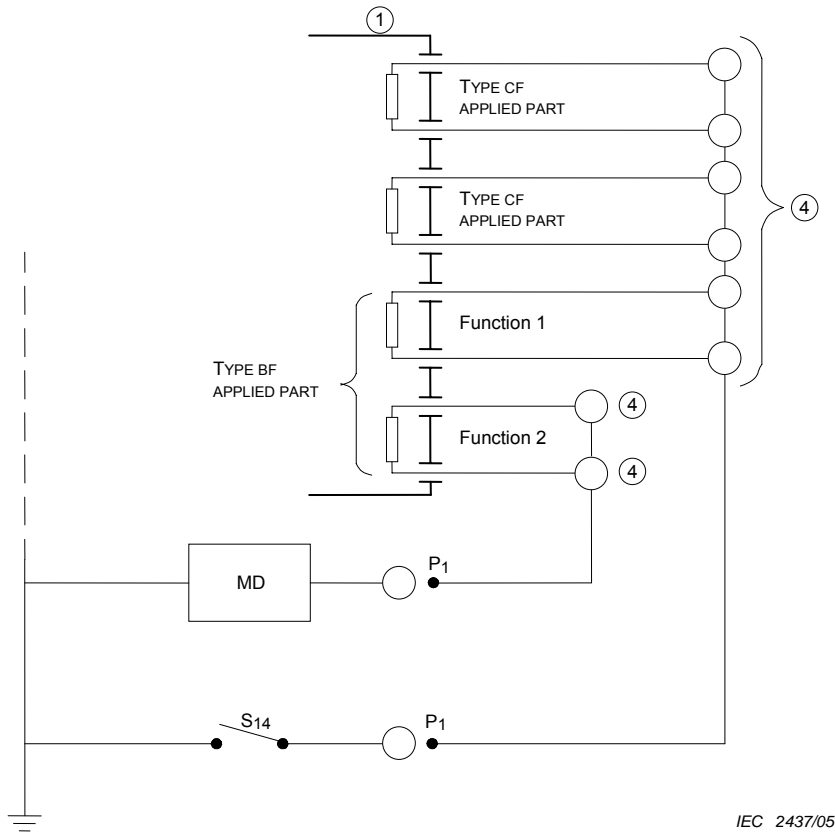 1
TYPE CF
APPLIED PART
TYPE CF
APPLIED PART
4
Function 1
TYPE BF
APPLIED PART
4
Function 2
4
P1
MD
S14
P1
IEC 2437/05